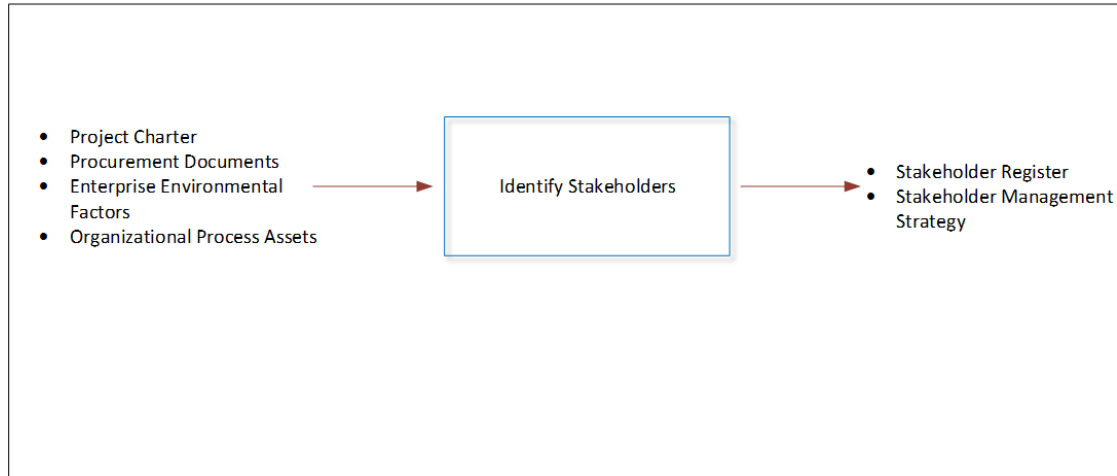 • Project Charter
• Procurement Documents
• Enterprise Environmental
Factors
• Organizational Process Assets
Identify Stakeholders
• Stakeholder Register
• Stakeholder Management
Strategy